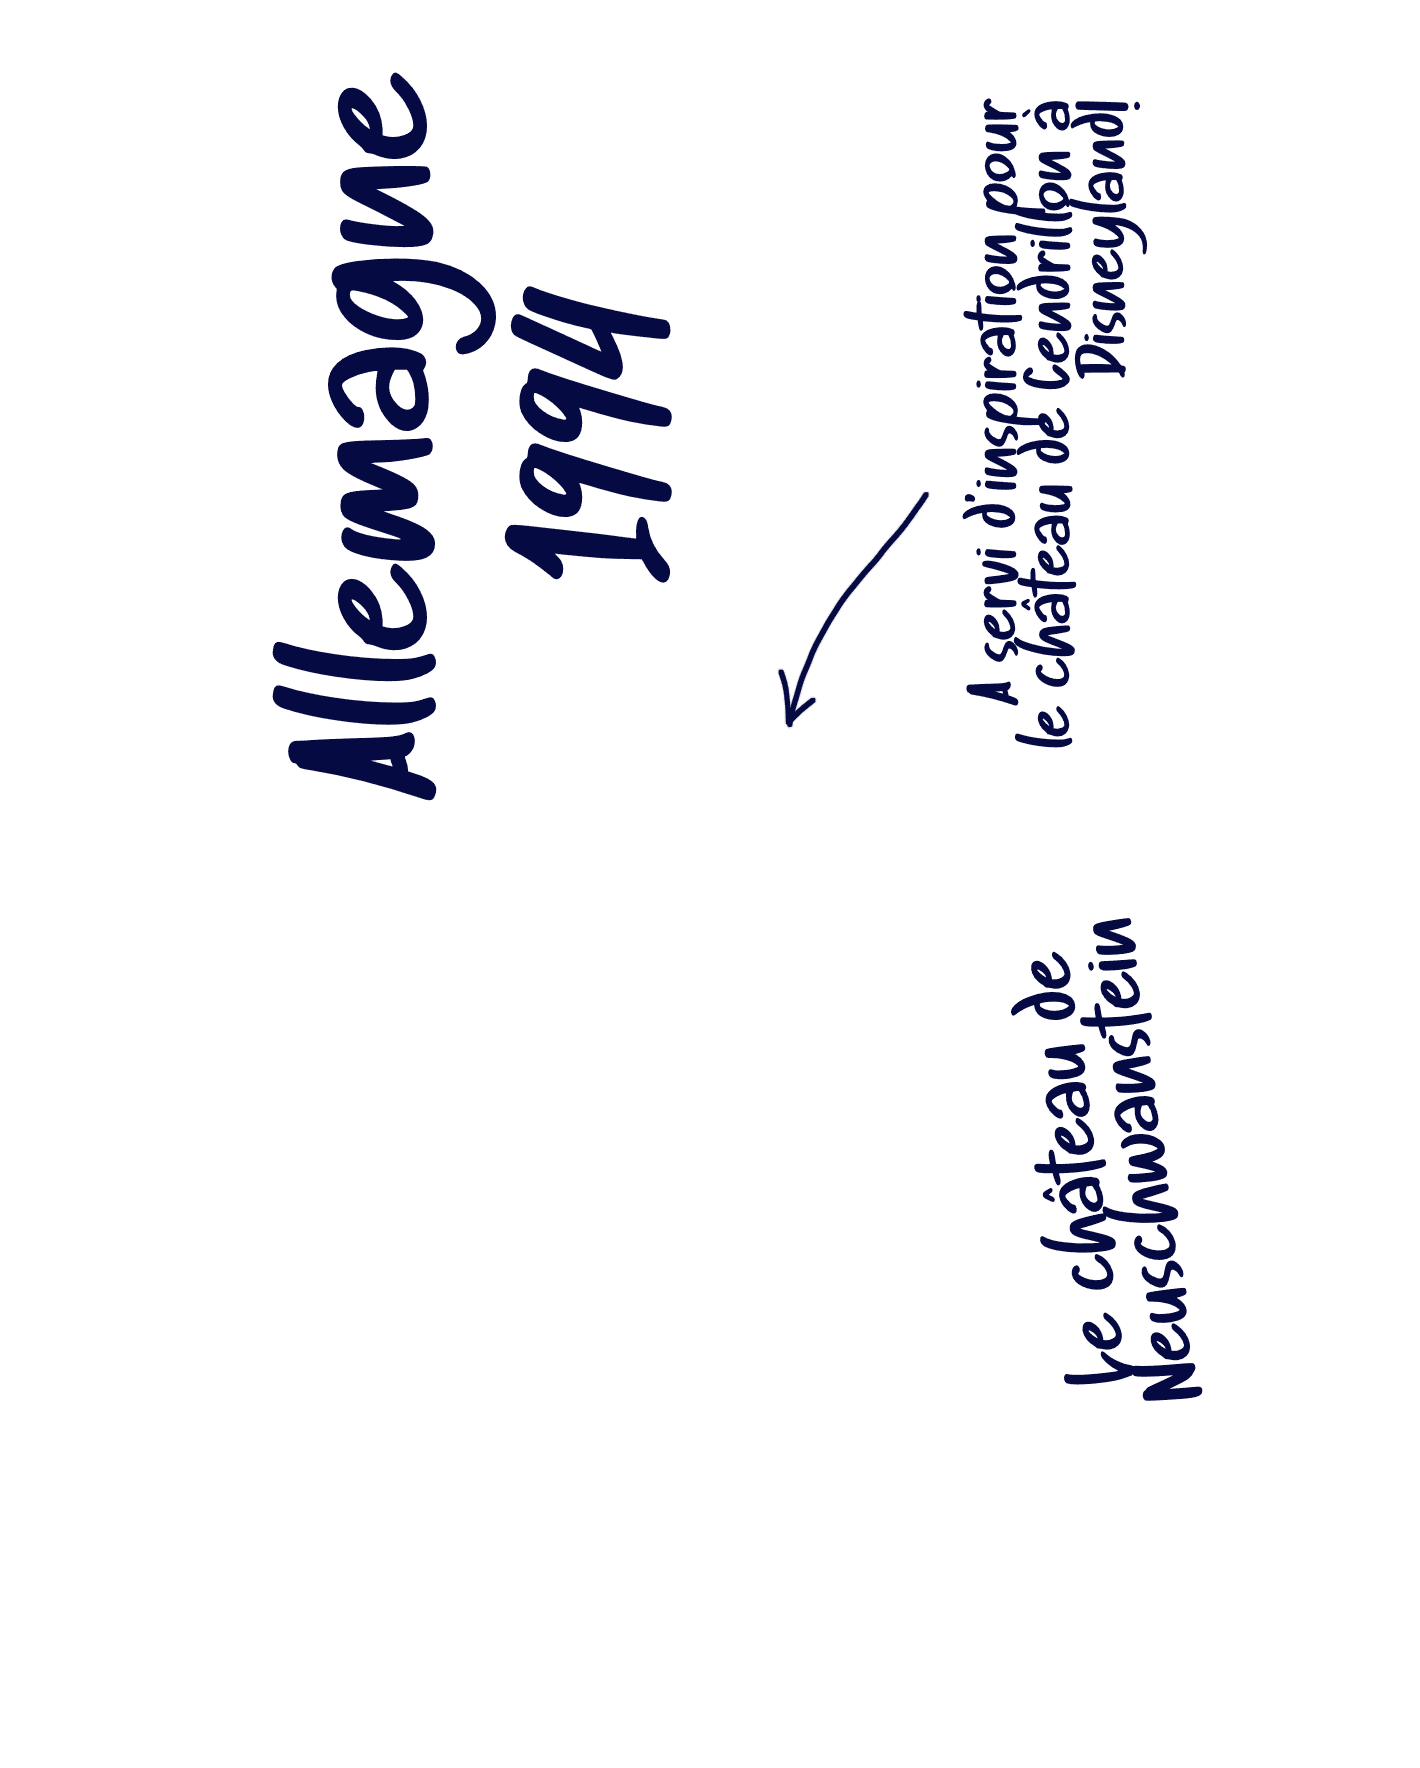 Allemagne
1994
A servi d'inspiration pour
le château de Cendrillon à
Disneyland!
Le château de
Neuschwanstein